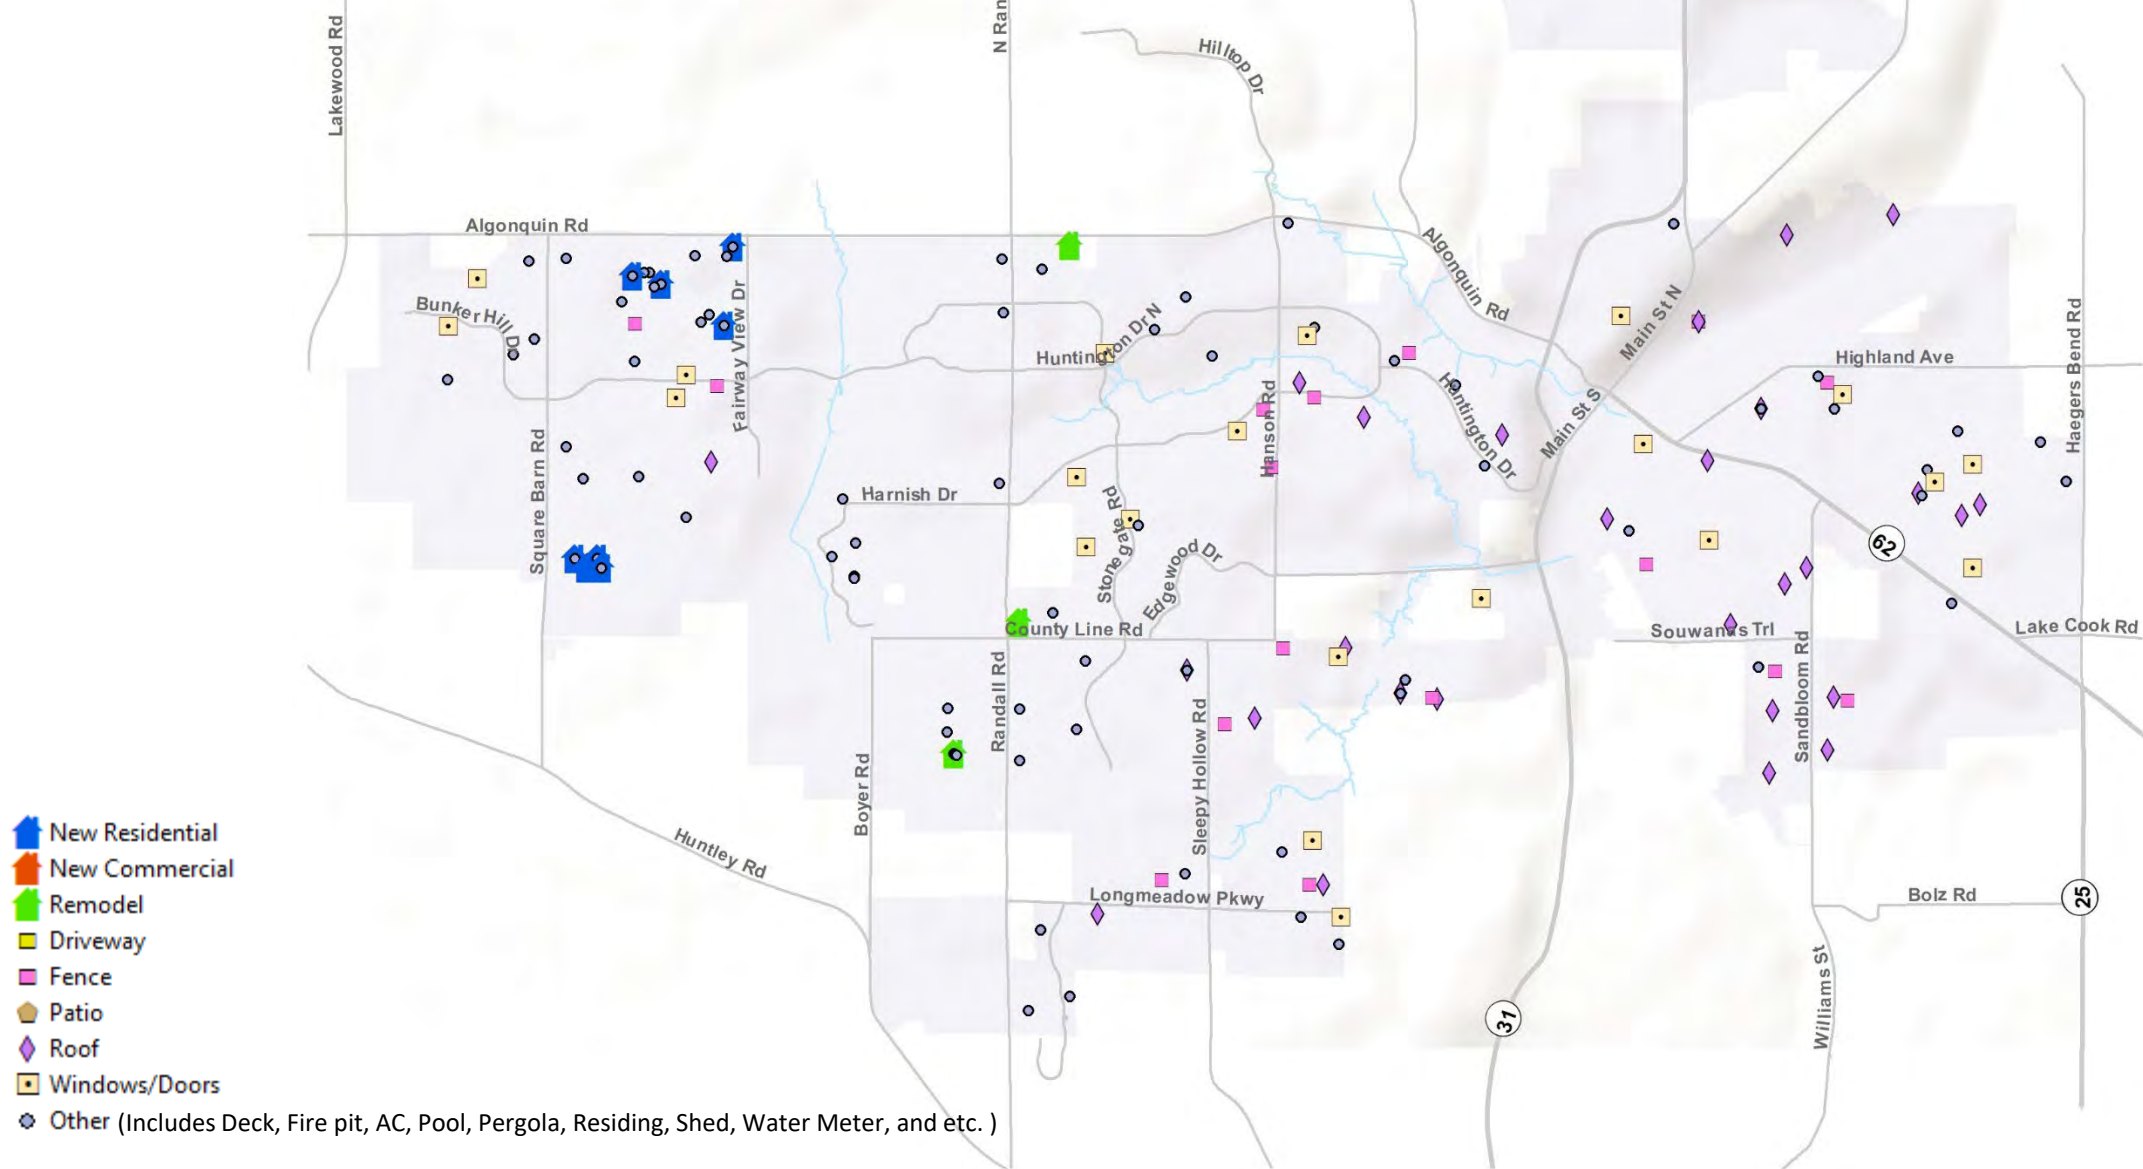 Lakewood Rd
N Ran
Hilltop Dr
Algonquin Rd
Algonquin Rd
Bunker Hill Dr
Fairway View Dr
Huntington Dr N
Main St N
Highland Ave
Haegers Bend Rd
Hanson Rd
Huntington Dr
Main St S
Square Barn Rd
Harnish Dr
Stonegate Rd
Edgewood Dr
62
County Line Rd
Souwanas Trl
Lake Cook Rd
Sandbloom Rd
Randall Rd
Sleepy Hollow Rd
Boyer Rd
Huntley Rd
Longmeadow Pkwy
Bolz Rd
25
Williams St
31
New Residential
New Commercial
Remodel
Driveway
Fence
Patio
Roof
Windows/Doors
Other (Includes Deck, Fire pit, AC, Pool, Pergola, Residing, Shed, Water Meter, and etc. )